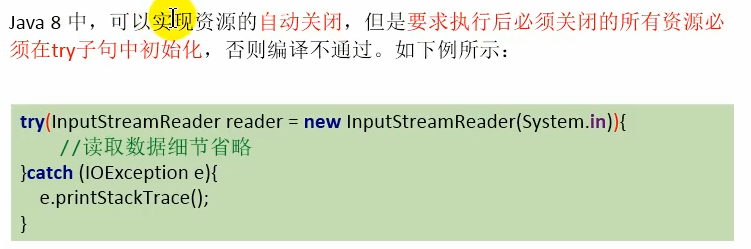 Java 8 中，可以实现资源的自动关闭，但是要求执行后必须关闭的所有资源必
须在try子句中初始化，否则编译不通过。如下例所示：
try(InputStreamReader reader = new InputStreamReader(System.in)){
//读取数据细节省略
}catch (IOException e){
e.printStackTrace();
}